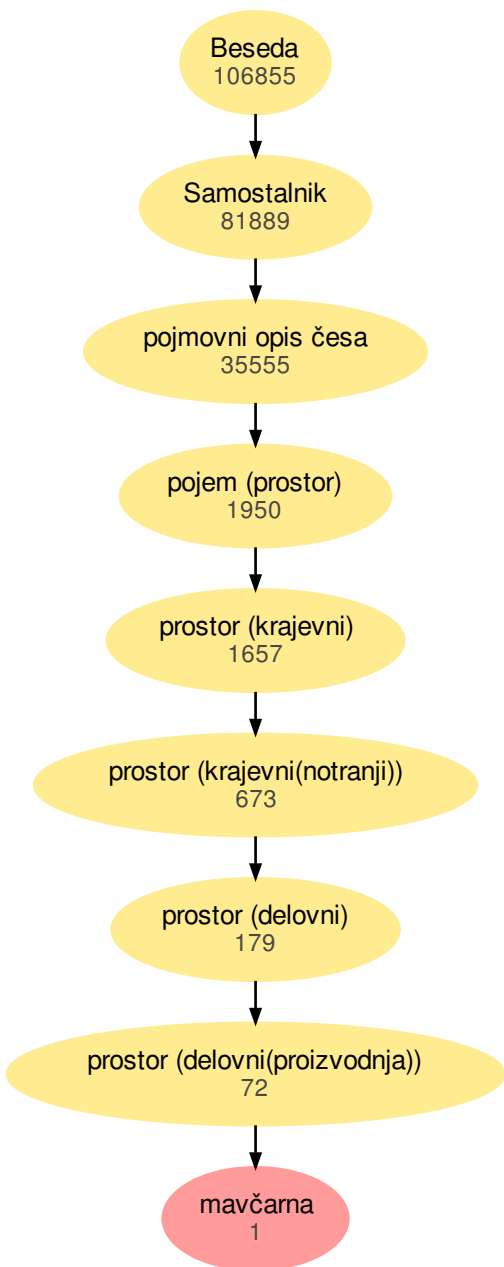 Beseda
106855
Samostalnik
81889
pojmovni opis česa
35555
pojem (prostor)
1950
prostor (krajevni)
1657
prostor (krajevni(notranji))
673
prostor (delovni)
179
prostor (delovni(proizvodnja))
72
mavčarna
1